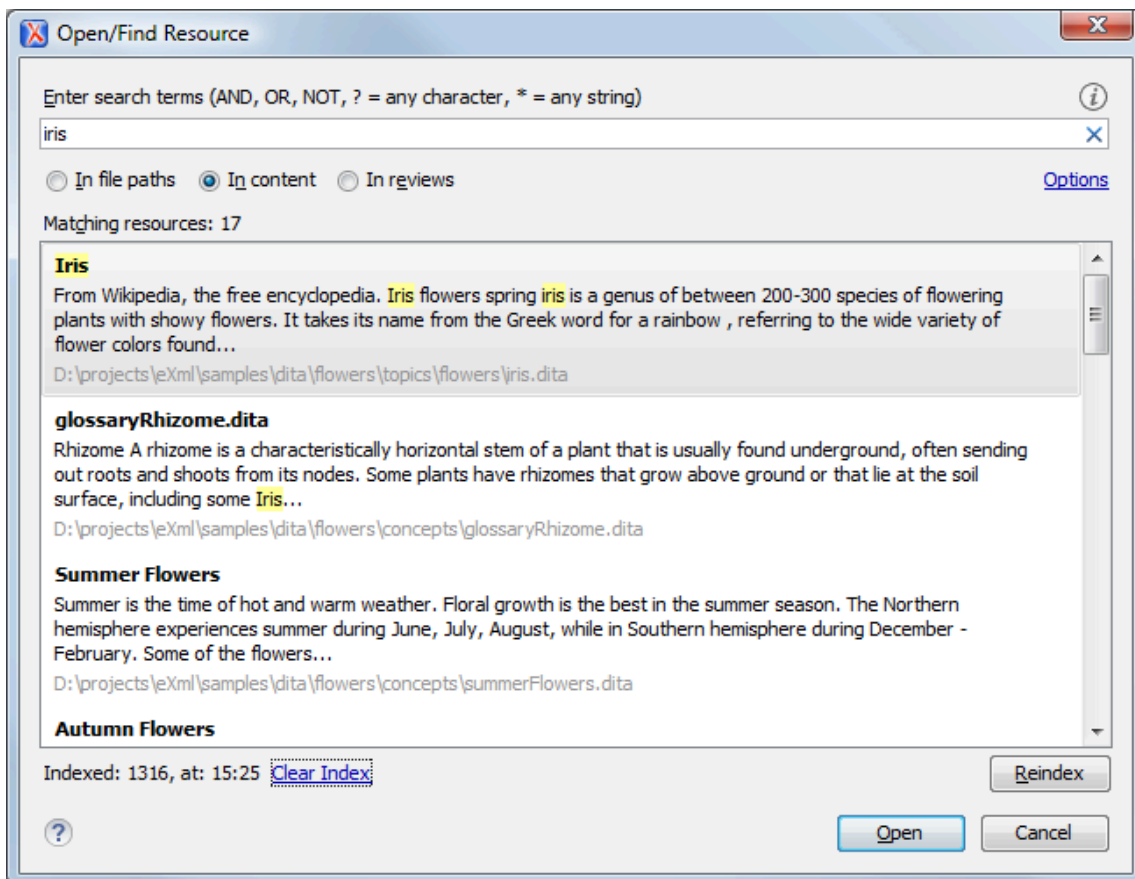 Open/Find Resource
Enter search terms (AND, OR, NOT, ? = any character, * = any string)
iris
In file paths In content In reviews Options
Matching resources: 17
Iris
From Wikipedia, the free encyclopedia. Iris flowers spring iris is a genus of between 200-300 species of flowering
plants with showy flowers. It takes its name from the Greek word for a rainbow , referring to the wide variety of
flower colors found...
D:\projects\eXml\samples\dita\flowers\topics\flowers\iris.dita
glossaryRhizome.dita
Rhizome A rhizome is a characteristically horizontal stem of a plant that is usually found underground, often sending
out roots and shoots from its nodes. Some plants have rhizomes that grow above ground or that lie at the soil
surface, including some Iris...
D:\projects\eXml\samples\dita\flowers\concepts\glossaryRhizome.dita
Summer Flowers
Summer is the time of hot and warm weather. Floral growth is the best in the summer season. The Northern
hemisphere experiences summer during June, July, August, while in Southern hemisphere during December -
February. Some of the flowers...
D:\projects\eXml\samples\dita\flowers\concepts\summerFlowers.dita
Autumn Flowers
Indexed: 1316, at: 15:25 Clear Index Reindex
? Open Cancel